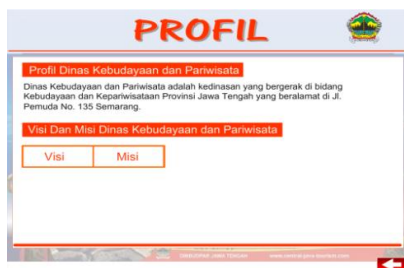 PROFIL
Profil Dinas Kebudayaan dan Pariwisata
Dinas Kebudayaan dan Pariwisata adalah kedinasan yang bergerak di bidang
Kebudayaan dan Kepariwisataan Provinsi Jawa Tengah yang beralamat di Jl.
Pemuda No. 135 Semarang.
Visi Dan Misi Dinas Kebudayaan dan Pariwisata
Visi
Misi